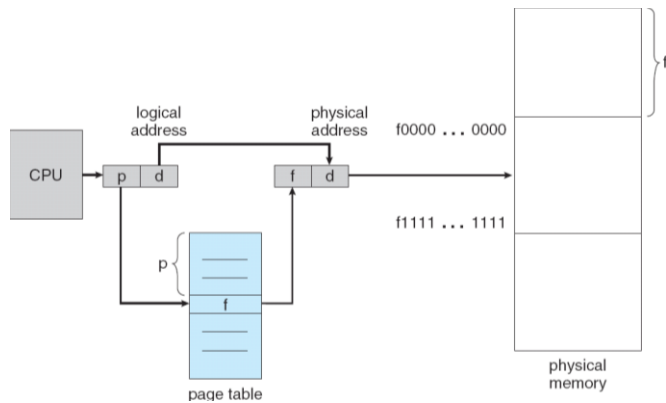 logical
address
physical
address
f0000 ... 0000
f
CPU
p
d
f
d
f1111 ... 1111
p
f
page table
physical
memory